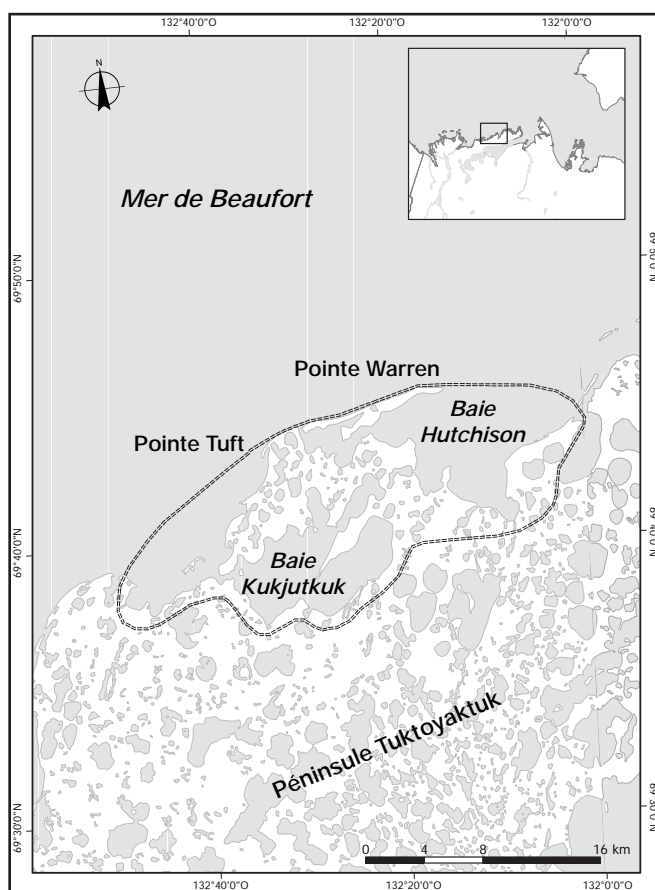 132°40'0"O 132°20'0"O 132°0'0"O
N
Mer de Beaufort
69°50'0"N
69°50'0"N
Pointe Warren
Baie
Hutchison
Pointe Tuft
69°40'0"N
69°40'0"N
Baie
Kukjutkuk
Péninsule Tuktoyaktuk
69°30'0"N
69°30'0"N
0 4 8 16 km
132°40'0"O 132°20'0"O 132°0'0"O